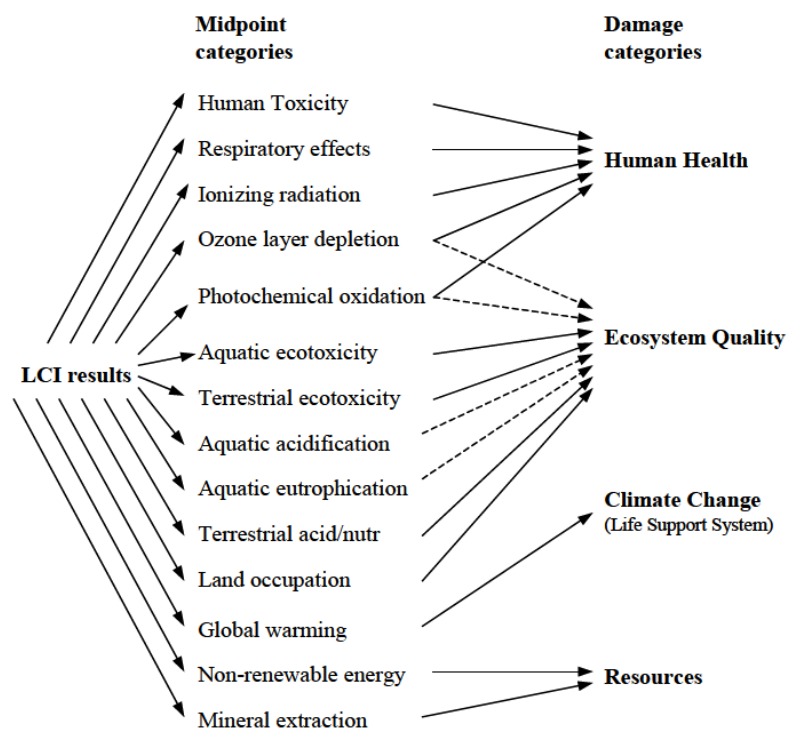 Midpoint
categories
Human Toxicity
Respiratory effects
Ionizing radiation
Ozone layer depletion
Photochemical oxidation
LCI results
Aquatic ecotoxicity
Terrestrial ecotoxicity
Aquatic acidification
Aquatic eutrophication
Terrestrial acid/nutr
Land occupation
Global warming
Non-renewable energy
Mineral extraction
Damage
categories
Human Health
Ecosystem Quality
Climate Change
(Life Support System)
Resources